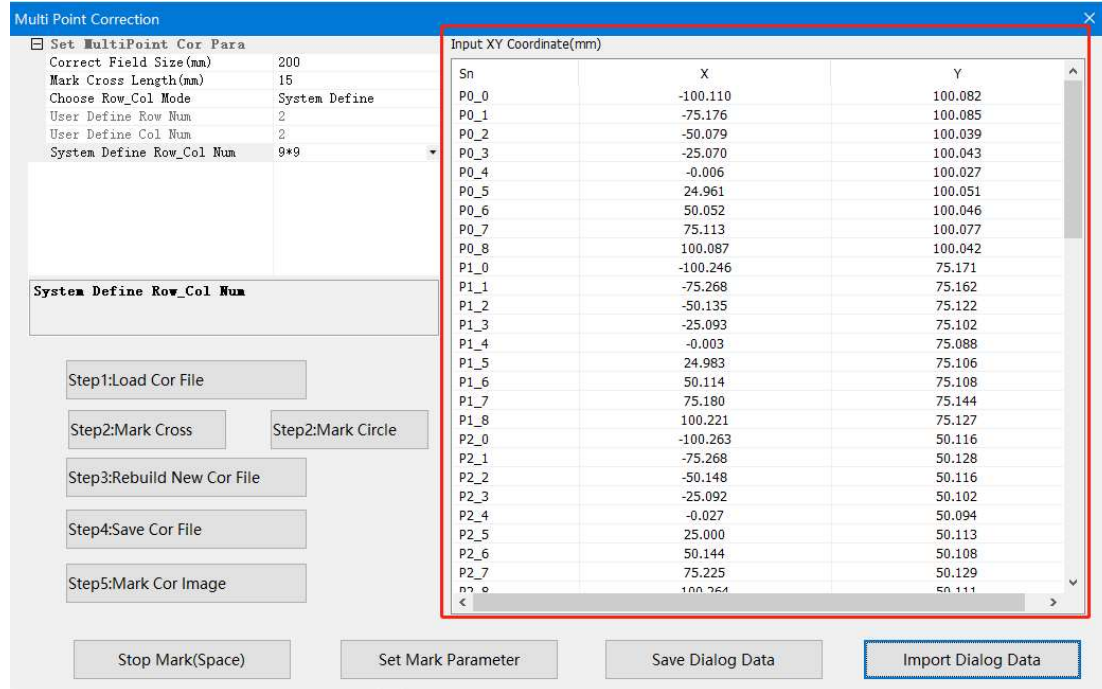 Multi Point Correction
Set MultiPoint Cor Para
Correct Field Size(mm) 200
Mark Cross Length(mm) 15
Choose Row_Col Mode System Define
User Define Row Num 2
User Define Col Num 2
System Define Row_Col Num 9*9
System Define Row_Col Num
Step1:Load Cor File
Step2:Mark Cross Step2:Mark Circle
Step3:Rebuild New Cor File
Step4:Save Cor File
Step5:Mark Cor Image
Input XY Coordinate(mm)
Sn X Y
P0_0 -100.110 100.082
P0_1 -75.176 100.085
P0_2 -50.079 100.039
P0_3 -25.070 100.043
P0_4 -0.006 100.027
P0_5 24.961 100.051
P0_6 50.052 100.046
P0_7 75.113 100.077
P0_8 100.087 100.042
P1_0 -100.246 75.171
P1_1 -75.268 75.162
P1_2 -50.135 75.122
P1_3 -25.093 75.102
P1_4 -0.003 75.088
P1_5 24.983 75.106
P1_6 50.114 75.108
P1_7 75.180 75.144
P1_8 100.221 75.127
P2_0 -100.263 50.116
P2_1 -75.268 50.128
P2_2 -50.148 50.116
P2_3 -25.092 50.102
P2_4 -0.027 50.094
P2_5 25.000 50.113
P2_6 50.144 50.108
P2_7 75.225 50.129
P2_8 100.264 50.111
Stop Mark(Space) Set Mark Parameter Save Dialog Data Import Dialog Data